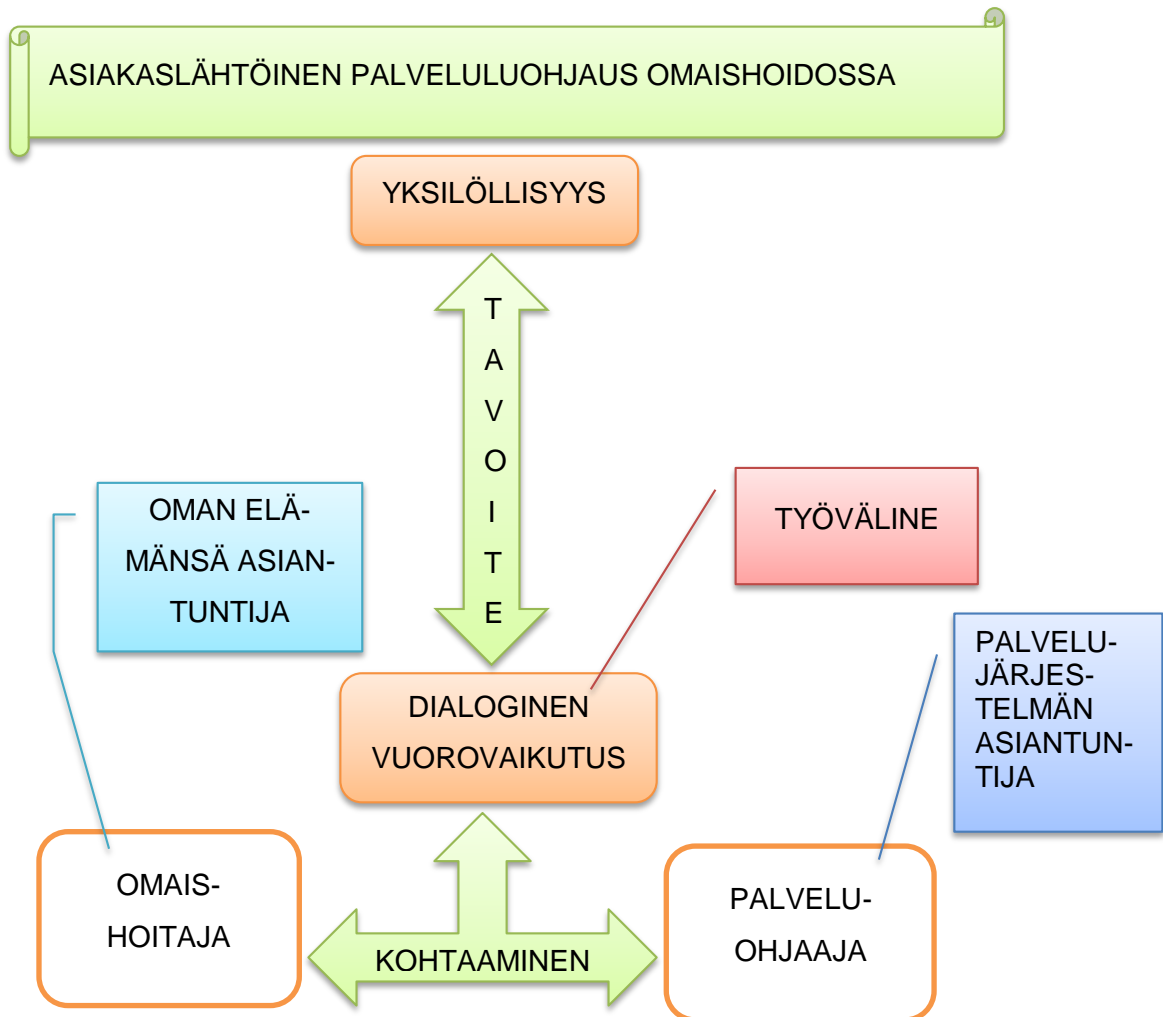 ASIAKASLÄHTÖINEN PALVELULUOHJAUS OMAISHOIDOSSA
YKSILÖLLISYYS
T
A
V
O
I
T
E
OMAN ELÄ-
MÄNSÄ ASIAN-
TUNTIJA
TYÖVÄLINE
PALVELU-
JÄRJES-
TELMÄN
ASIANTUN-
TIJA
DIALOGINEN
VUOROVAIKUTUS
OMAIS-
HOITAJA
KOHTAAMINEN
PALVELU-
OHJAAJA